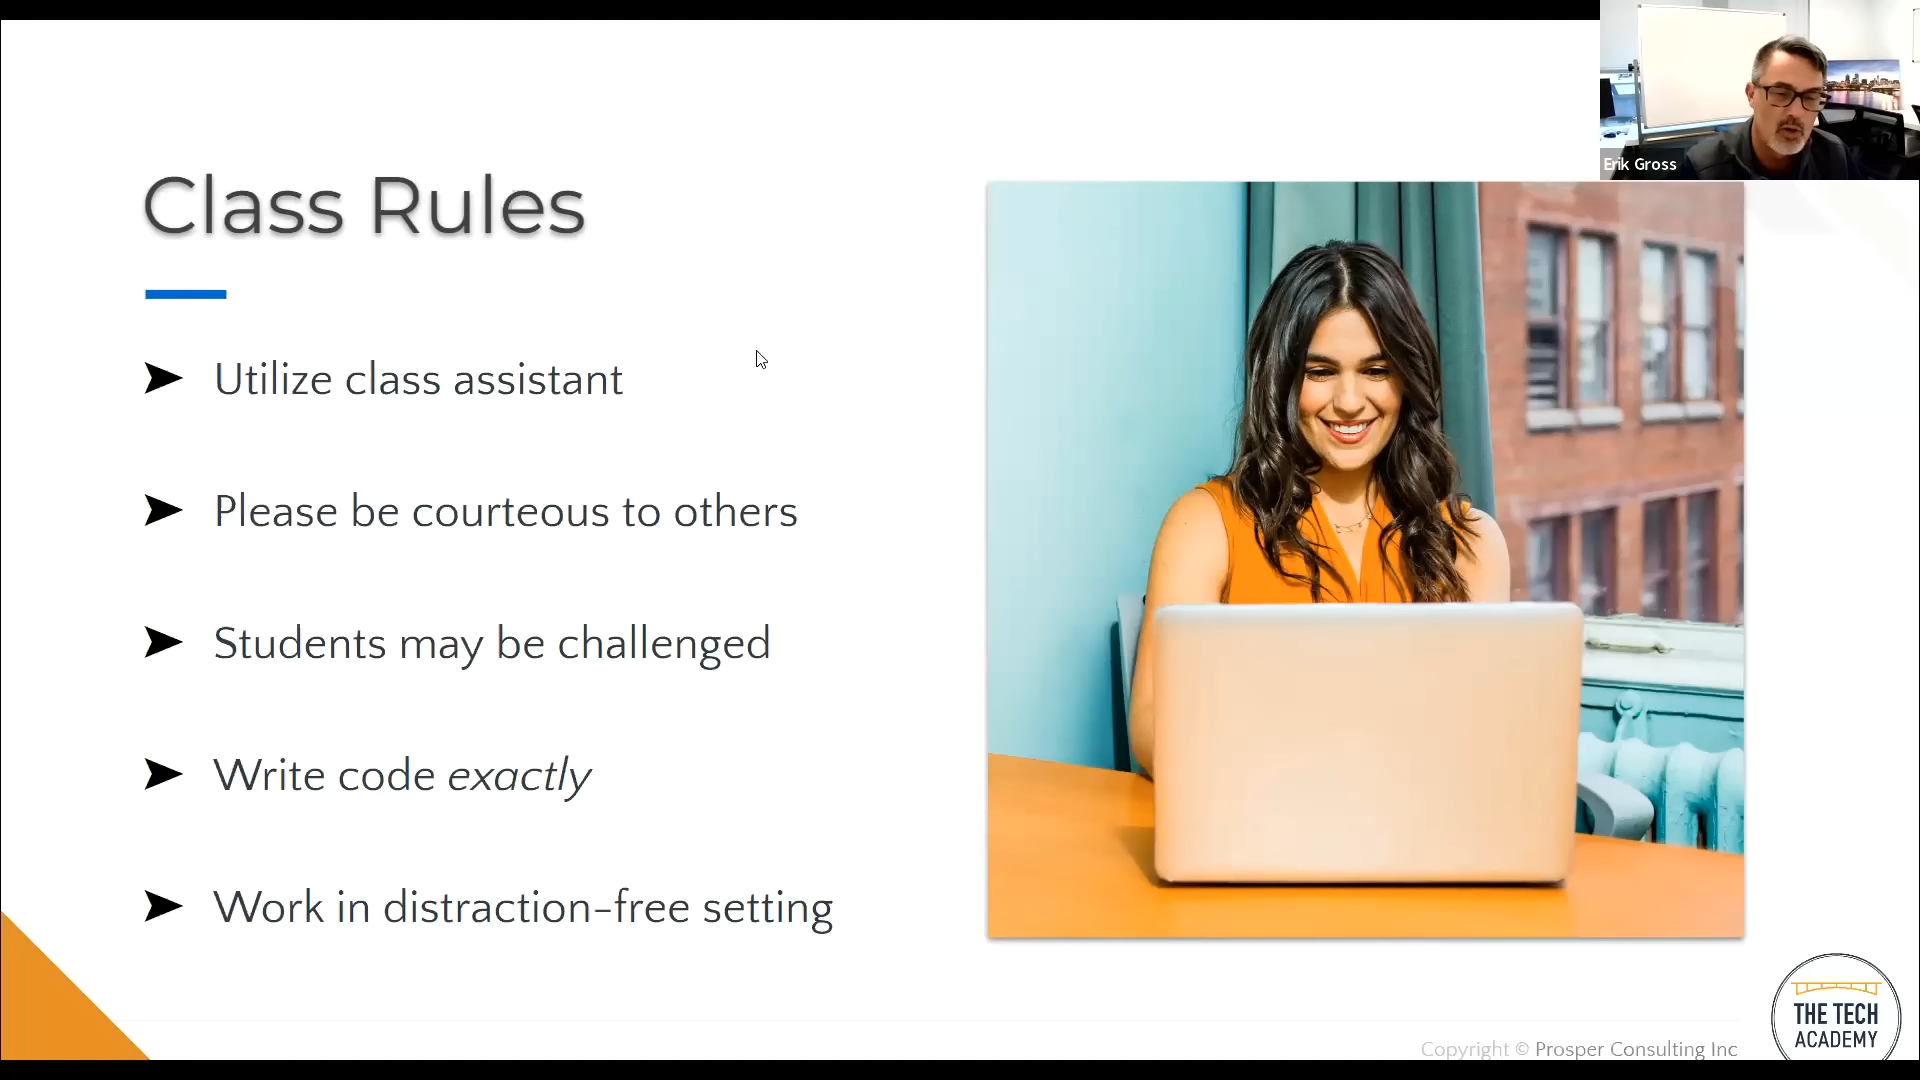 Erik Gross
Class Rules
➤ Utilize class assistant
➤ Please be courteous to others
➤ Students may be challenged
➤ Write code exactly
➤ Work in distraction-free setting
THE TECH
ACADEMY
Copyright © Prosper Consulting Inc